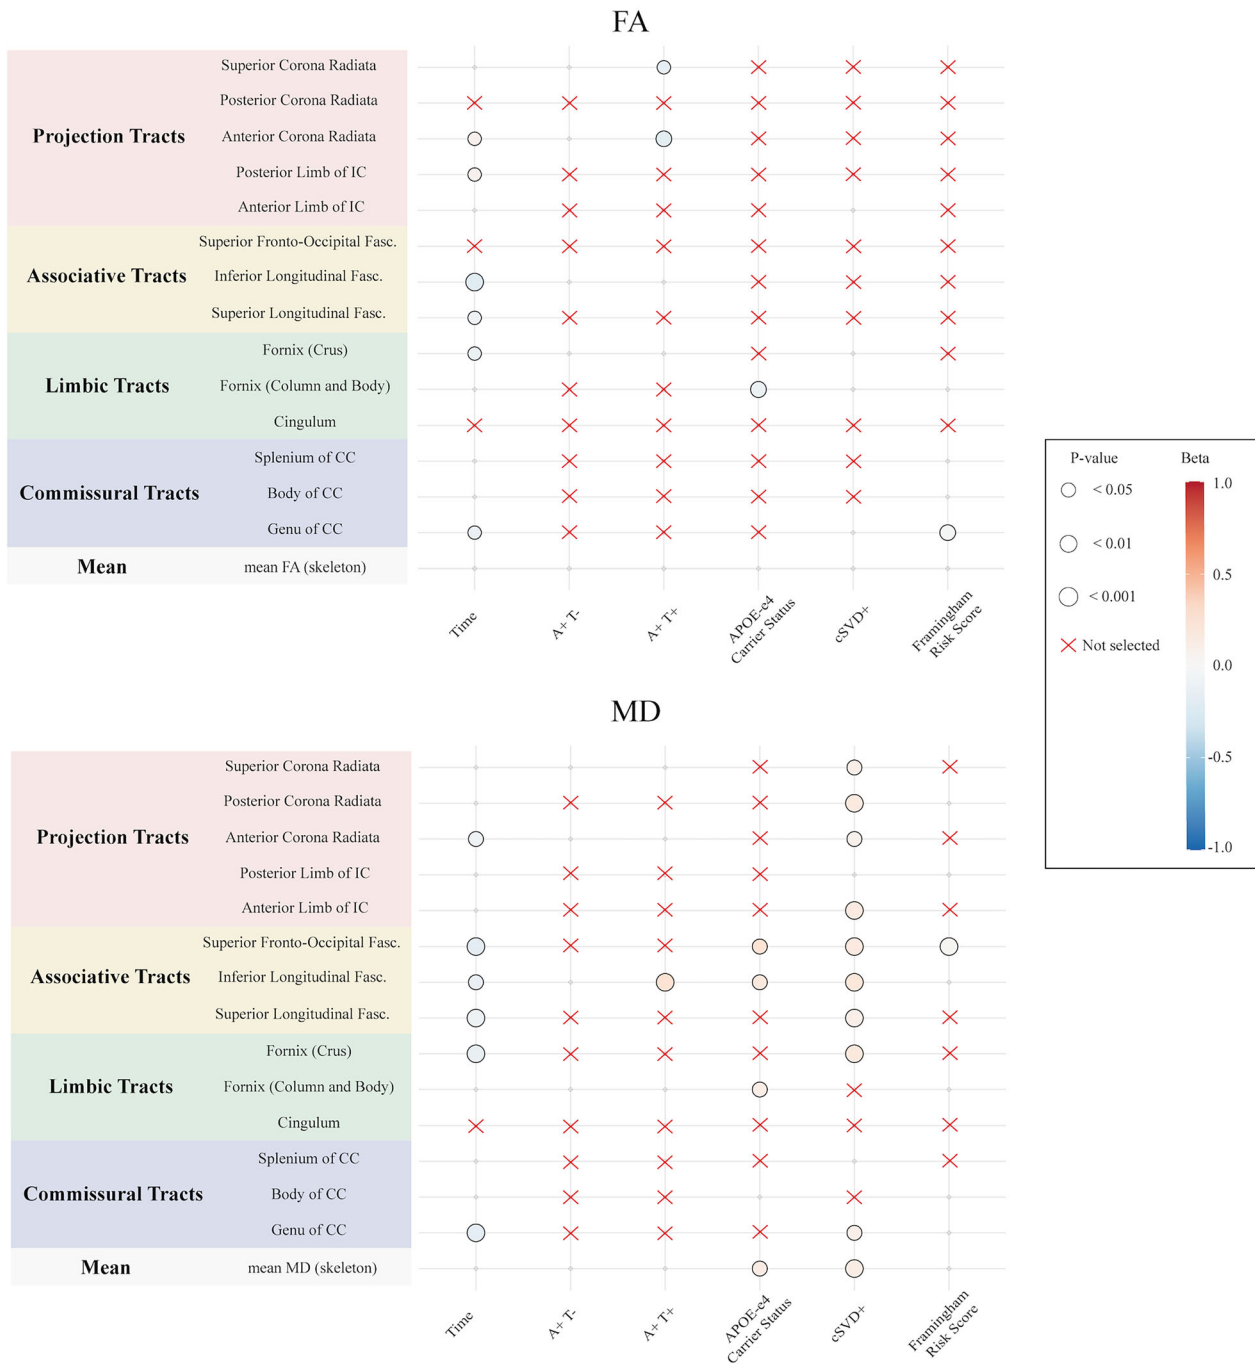 FA
Superior Corona Radiata
Posterior Corona Radiata
Projection Tracts
Anterior Corona Radiata
Posterior Limb of IC
Anterior Limb of IC
Superior Fronto-Occipital Fasc.
Associative Tracts
Inferior Longitudinal Fasc.
Superior Longitudinal Fasc.
Fornix (Crus)
Limbic Tracts
Fornix (Column and Body)
Cingulum
Splenium of CC
Commissural Tracts
Body of CC
Genu of CC
Mean
mean FA (skeleton)
Time
A+ T-
A+ T+
APOE-e4
Carrier Status
cSVD+
Framingham
Risk Score
P-value
< 0.05
< 0.01
< 0.001
Not selected
Beta
1.0
0.5
0.0
-0.5
-1.0
MD
Superior Corona Radiata
Posterior Corona Radiata
Projection Tracts
Anterior Corona Radiata
Posterior Limb of IC
Anterior Limb of IC
Superior Fronto-Occipital Fasc.
Associative Tracts
Inferior Longitudinal Fasc.
Superior Longitudinal Fasc.
Fornix (Crus)
Limbic Tracts
Fornix (Column and Body)
Cingulum
Splenium of CC
Commissural Tracts
Body of CC
Genu of CC
Mean
mean MD (skeleton)
Time
A+ T-
A+ T+
APOE-e4
Carrier Status
cSVD+
Framingham
Risk Score